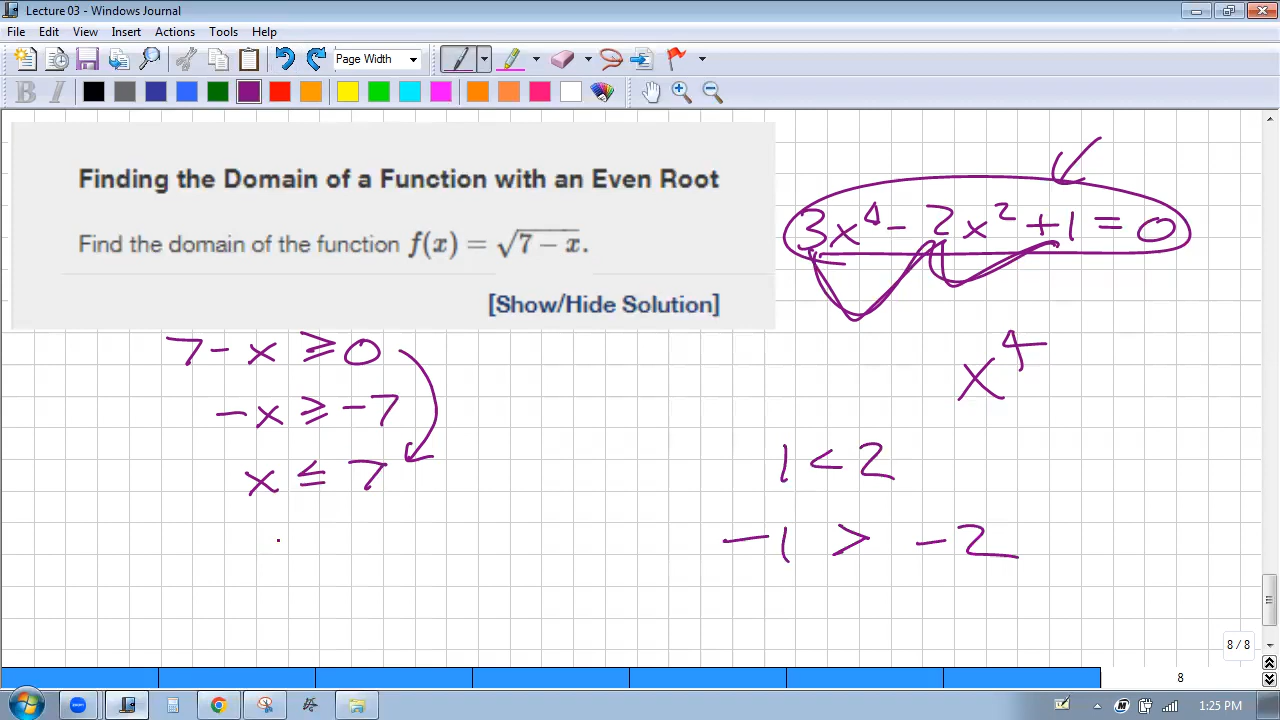 Lecture 03 - Windows Journal
File Edit View Insert Actions Tools Help
Page Width
B I
Finding the Domain of a Function with an Even Root
Find the domain of the function f(x) = √7 − x.
[Show/Hide Solution]
7 - x ≥ 0
-x ≥ -7
x ≤ 7
3x⁴ - 2x² + 1 = 0
x⁴
1 < 2
-1 > -2
8 / 8
8
1:25 PM